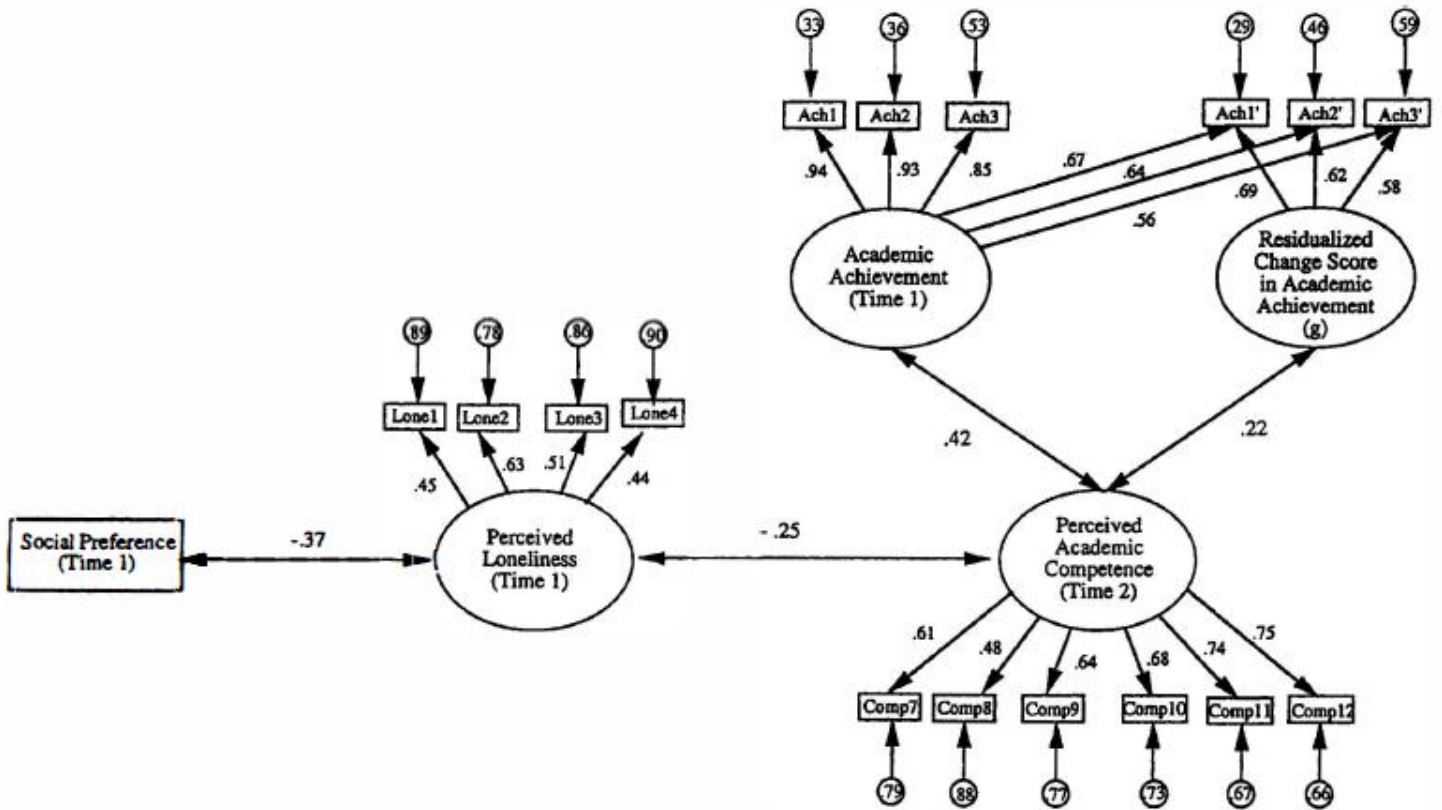 .33 .36 .53 .29 .46 .59
Ach1 Ach2 Ach3 Ach1' Ach2' Ach3'
.94 .93 .85 .67 .64 .69 .62 .58
.56
Academic
Achievement
(Time 1)
Residualized
Change Score
in Academic
Achievement
(g)
.89 .78 .86 .90
Lone1 Lone2 Lone3 Lone4
.45 .63 .51 .44
.42 .22
Social Preference
(Time 1)
-.37
Perceived
Loneliness
(Time 1)
- .25
Perceived
Academic
Competence
(Time 2)
.61 .48 .64 .68 .74 .75
Comp7 Comp8 Comp9 Comp10 Comp11 Comp12
.79 .88 .77 .73 .67 .66